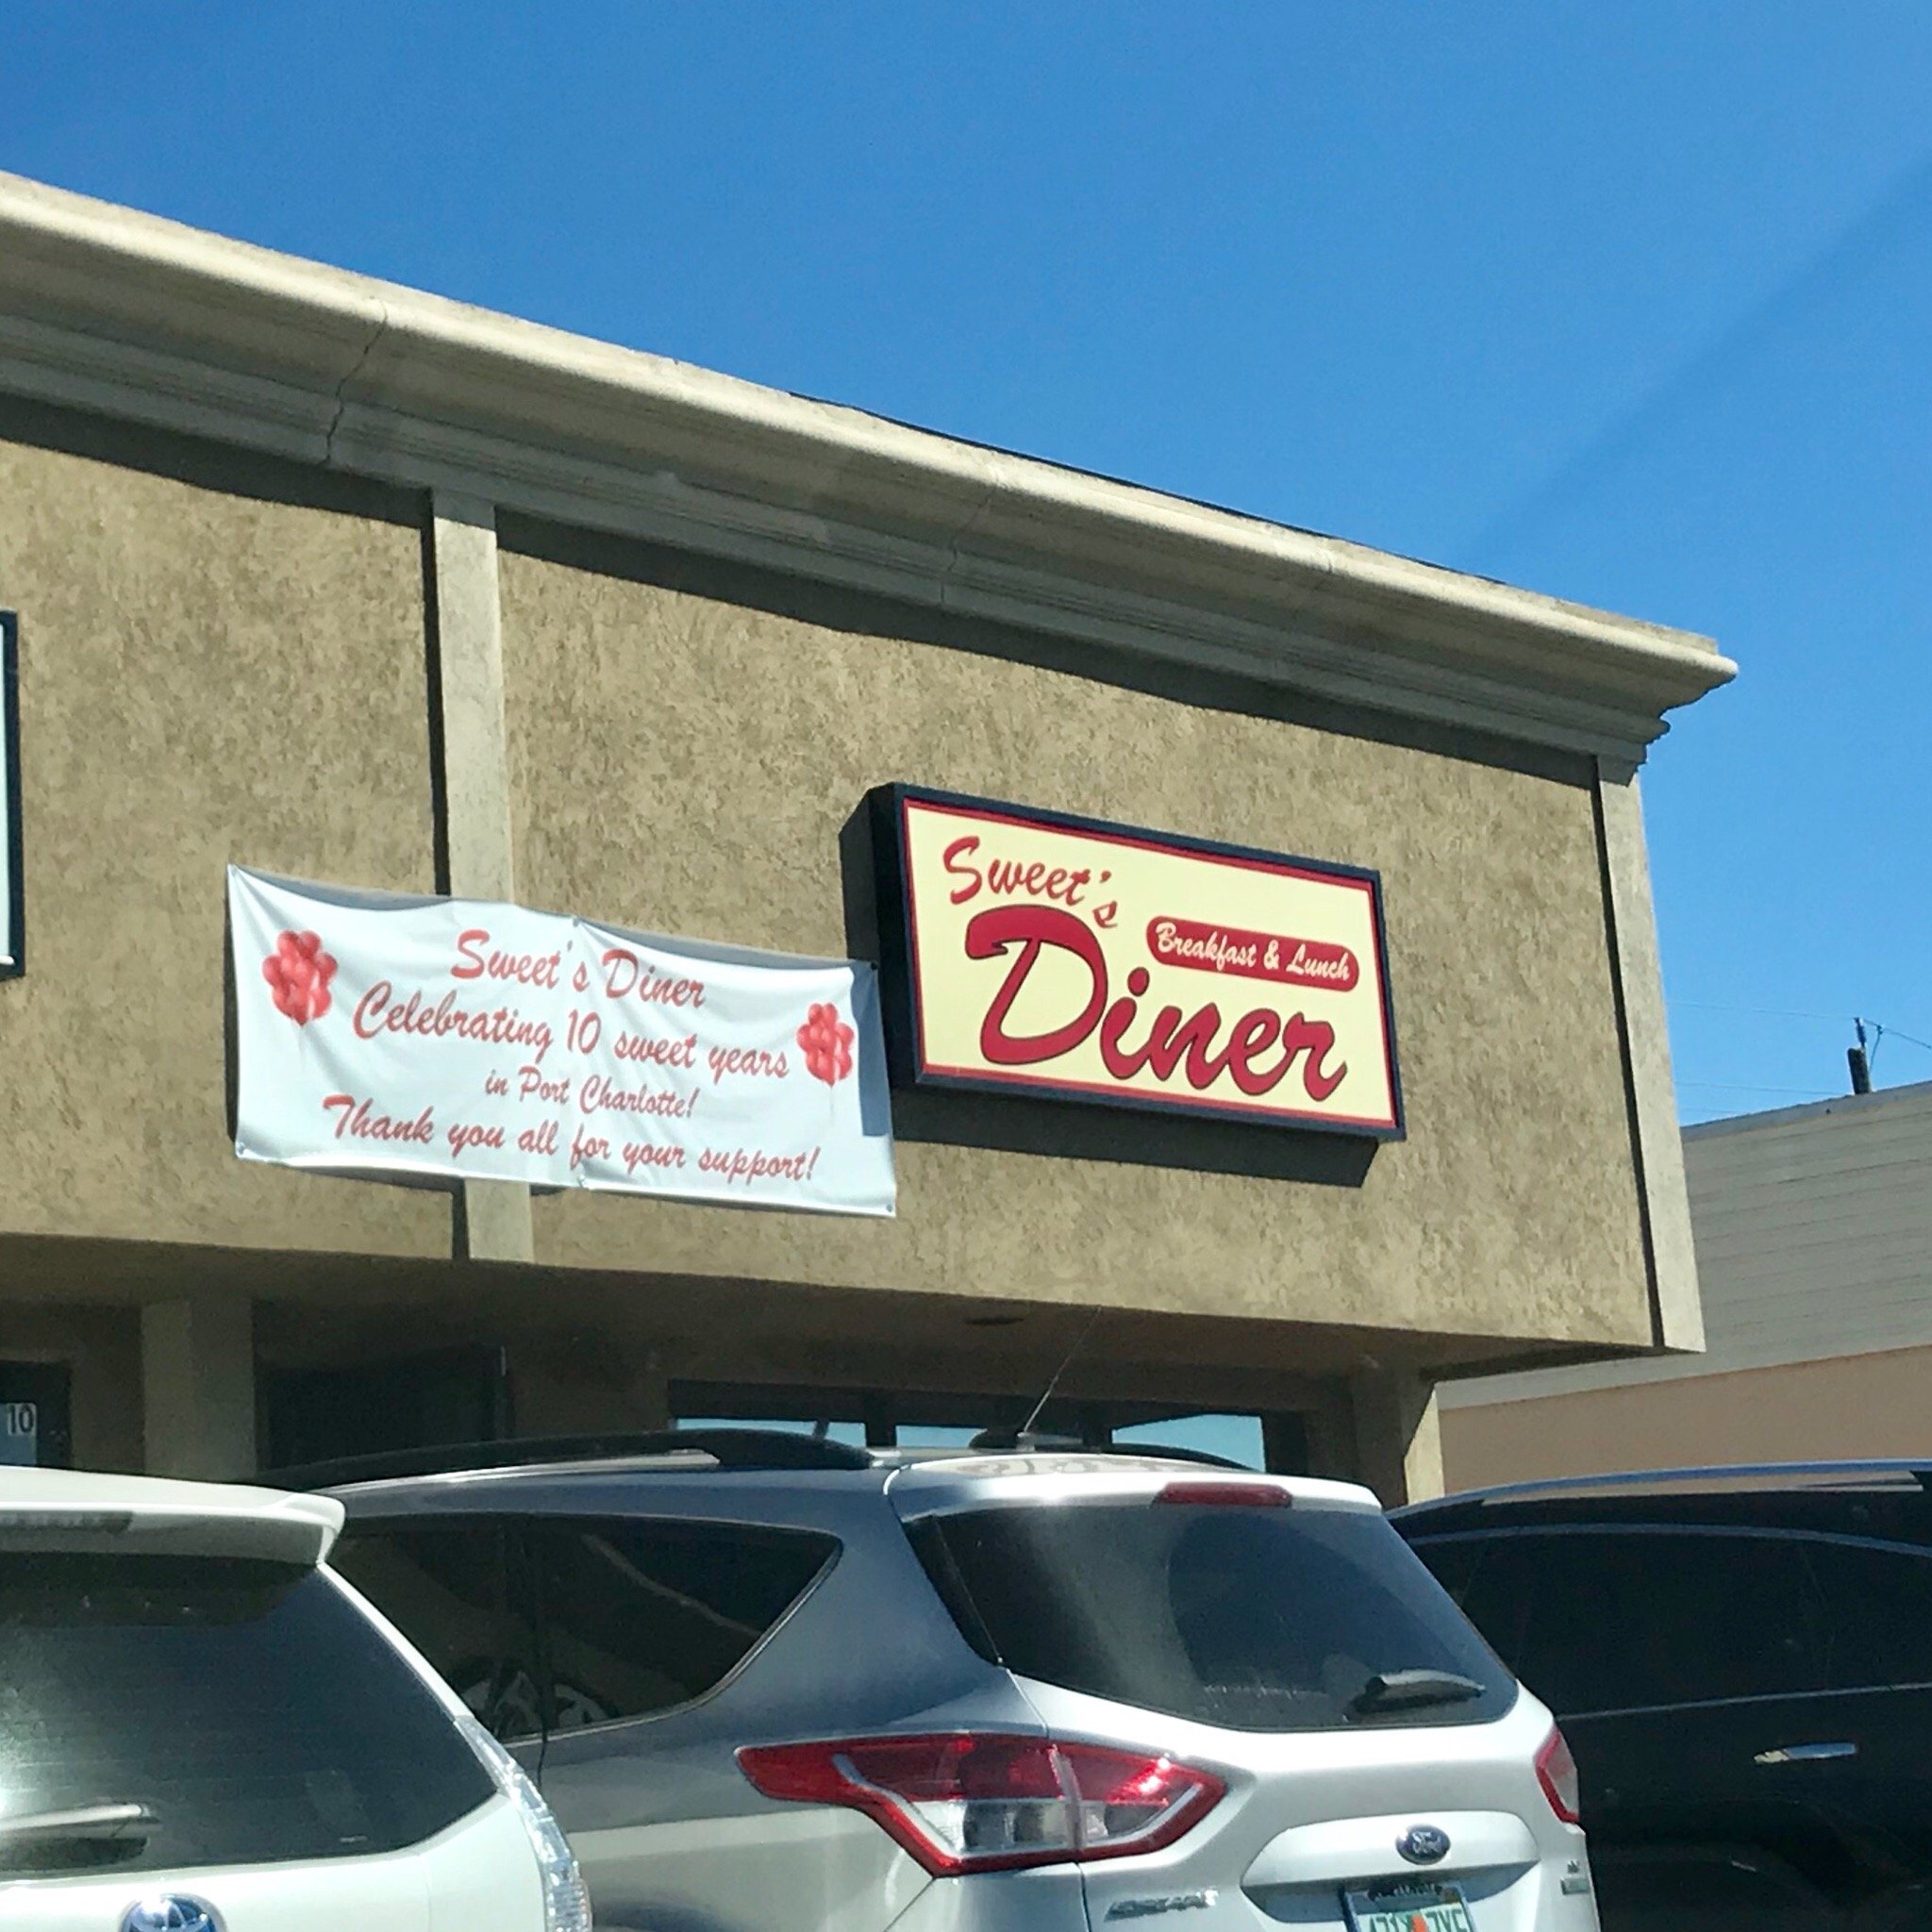 Sweet's
Diner
Breakfast & Lunch
Sweet's Diner
Celebrating 10 sweet years
in Port Charlotte!
Thank you all for your support!
10
Ford